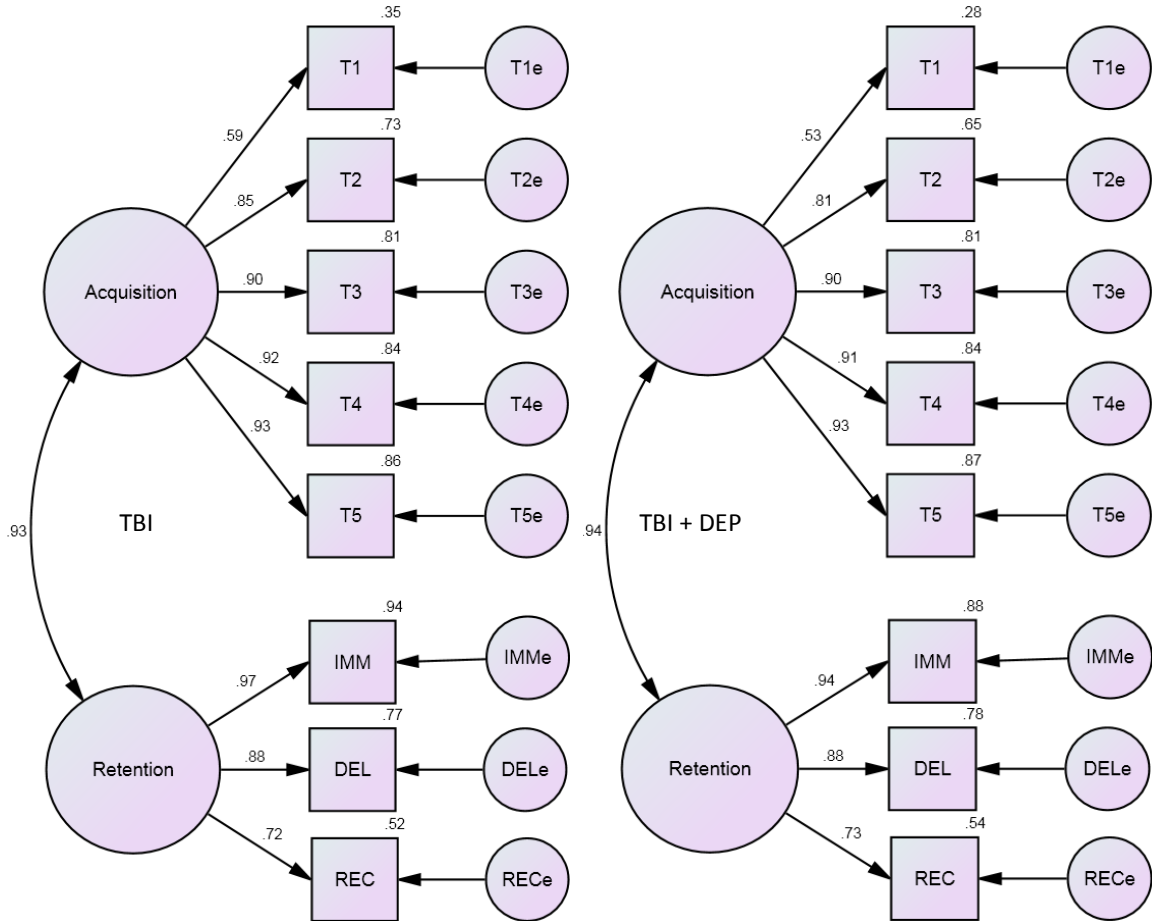 .35
T1
T1e
.59
.73
T2
T2e
.85
.81
Acquisition
.90
T3
T3e
.84
.92
T4
T4e
.93
.86
T5
T5e
.93
TBI
.94
IMM
IMMe
.97
.77
Retention
.88
DEL
DELe
.52
.72
REC
RECe
.28
T1
T1e
.53
.65
T2
T2e
.81
.81
Acquisition
.90
T3
T3e
.84
.91
T4
T4e
.93
.87
T5
T5e
.94
TBI + DEP
.88
IMM
IMMe
.94
.78
Retention
.88
DEL
DELe
.54
.73
REC
RECe